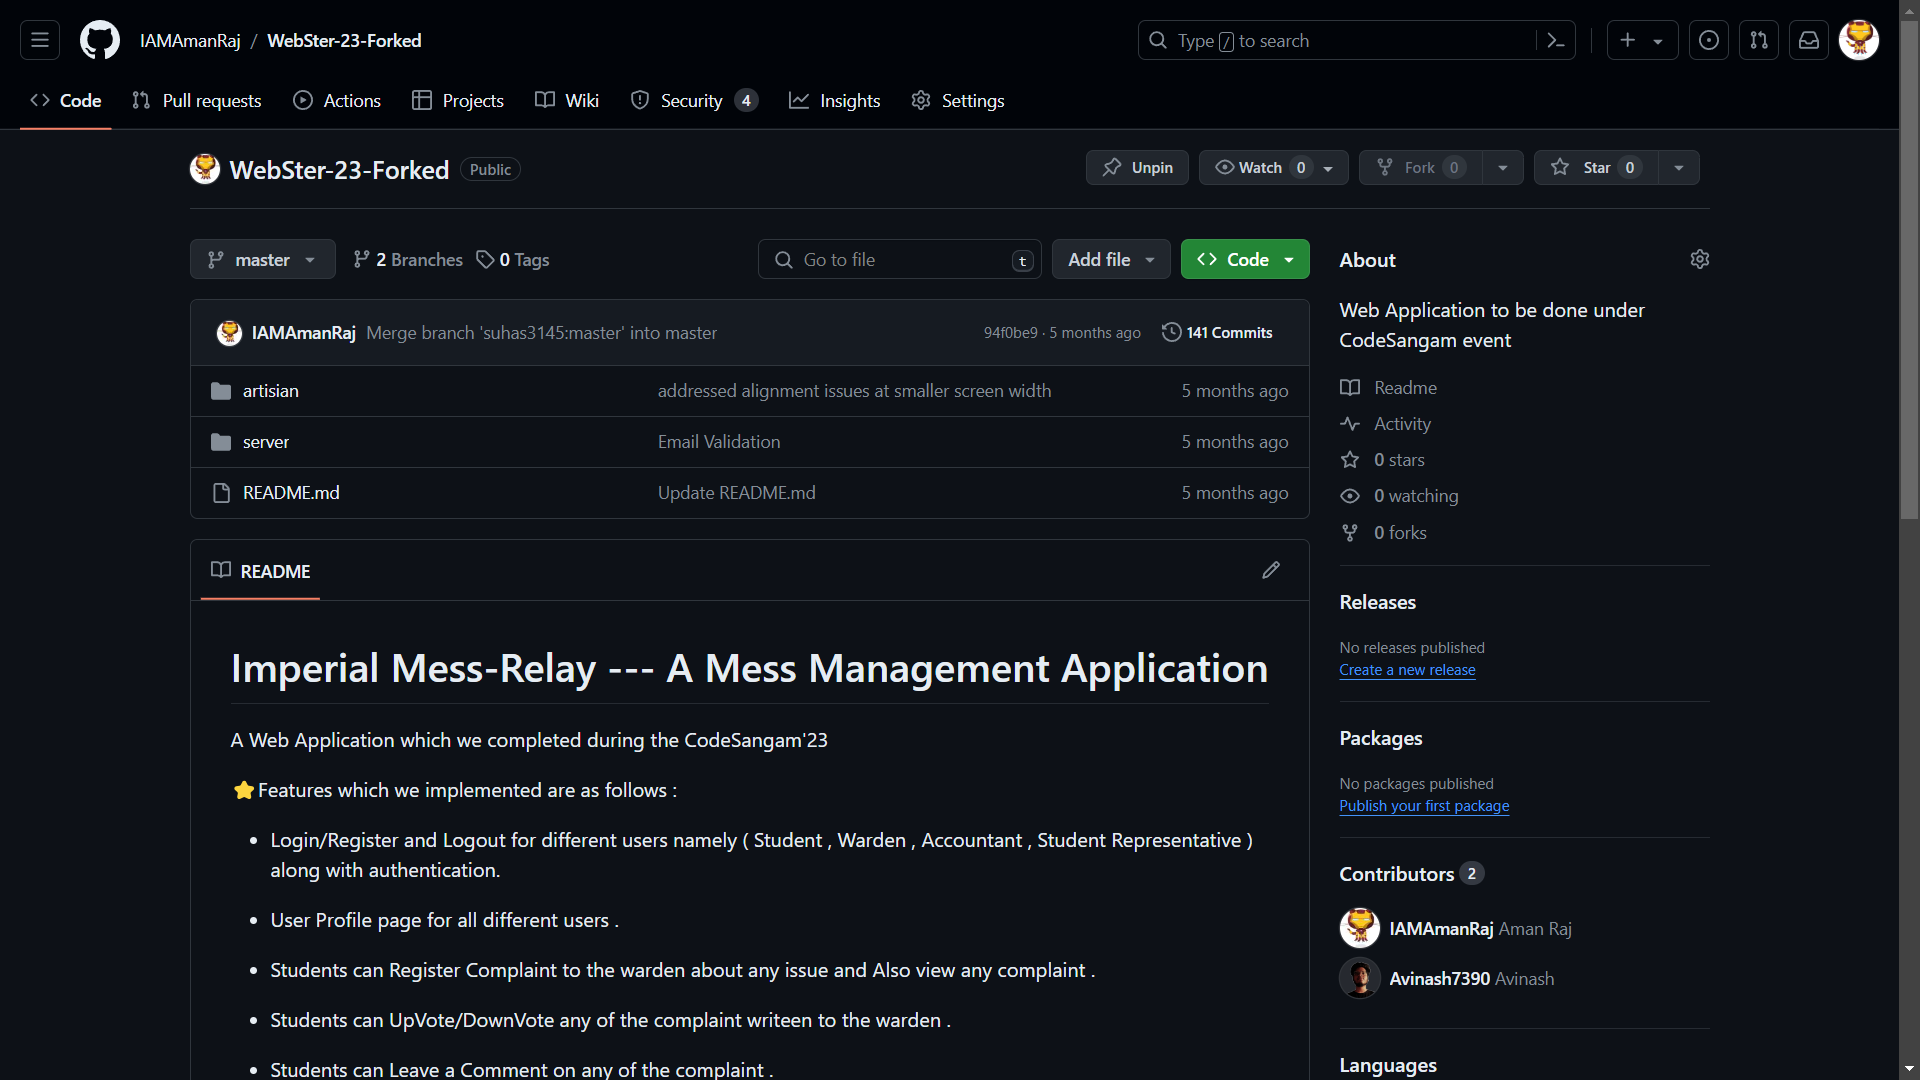 IAMAmanRaj / WebSter-23-Forked
Type / to search
Code
Pull requests
Actions
Projects
Wiki
Security 4
Insights
Settings
WebSter-23-Forked Public
Unpin
Watch 0
Fork 0
Star 0
master
2 Branches
0 Tags
Go to file t
Add file
Code
IAMAmanRaj Merge branch 'suhas3145:master' into master 94f0be9 · 5 months ago 141 Commits
artisian addressed alignment issues at smaller screen width 5 months ago
server Email Validation 5 months ago
README.md Update README.md 5 months ago
README
Imperial Mess-Relay --- A Mess Management Application
A Web Application which we completed during the CodeSangam'23
⭐Features which we implemented are as follows :
• Login/Register and Logout for different users namely ( Student , Warden , Accountant , Student Representative )
along with authentication.
• User Profile page for all different users .
• Students can Register Complaint to the warden about any issue and Also view any complaint .
• Students can UpVote/DownVote any of the complaint writeen to the warden .
• Students can Leave a Comment on any of the complaint .
About
Web Application to be done under
CodeSangam event
Readme
Activity
0 stars
0 watching
0 forks
Releases
No releases published
Create a new release
Packages
No packages published
Publish your first package
Contributors 2
IAMAmanRaj Aman Raj
Avinash7390 Avinash
Languages